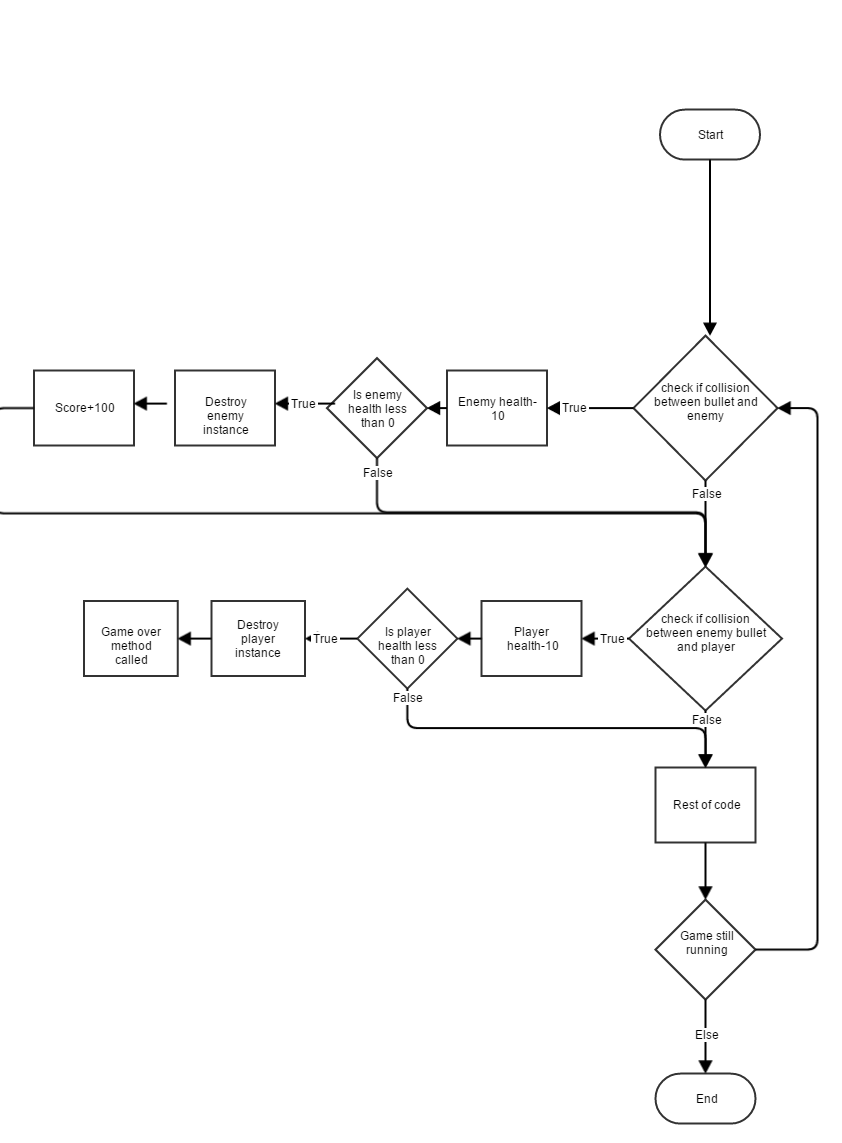 Start
check if collision
between bullet and
enemy
True
Enemy health-
10
Is enemy
health less
than 0
True
Destroy
enemy
instance
Score+100
False
False
check if collision
between enemy bullet
and player
True
Player
health-10
Is player
health less
than 0
True
Destroy
player
instance
Game over
method
called
False
False
Rest of code
Game still
running
Else
End